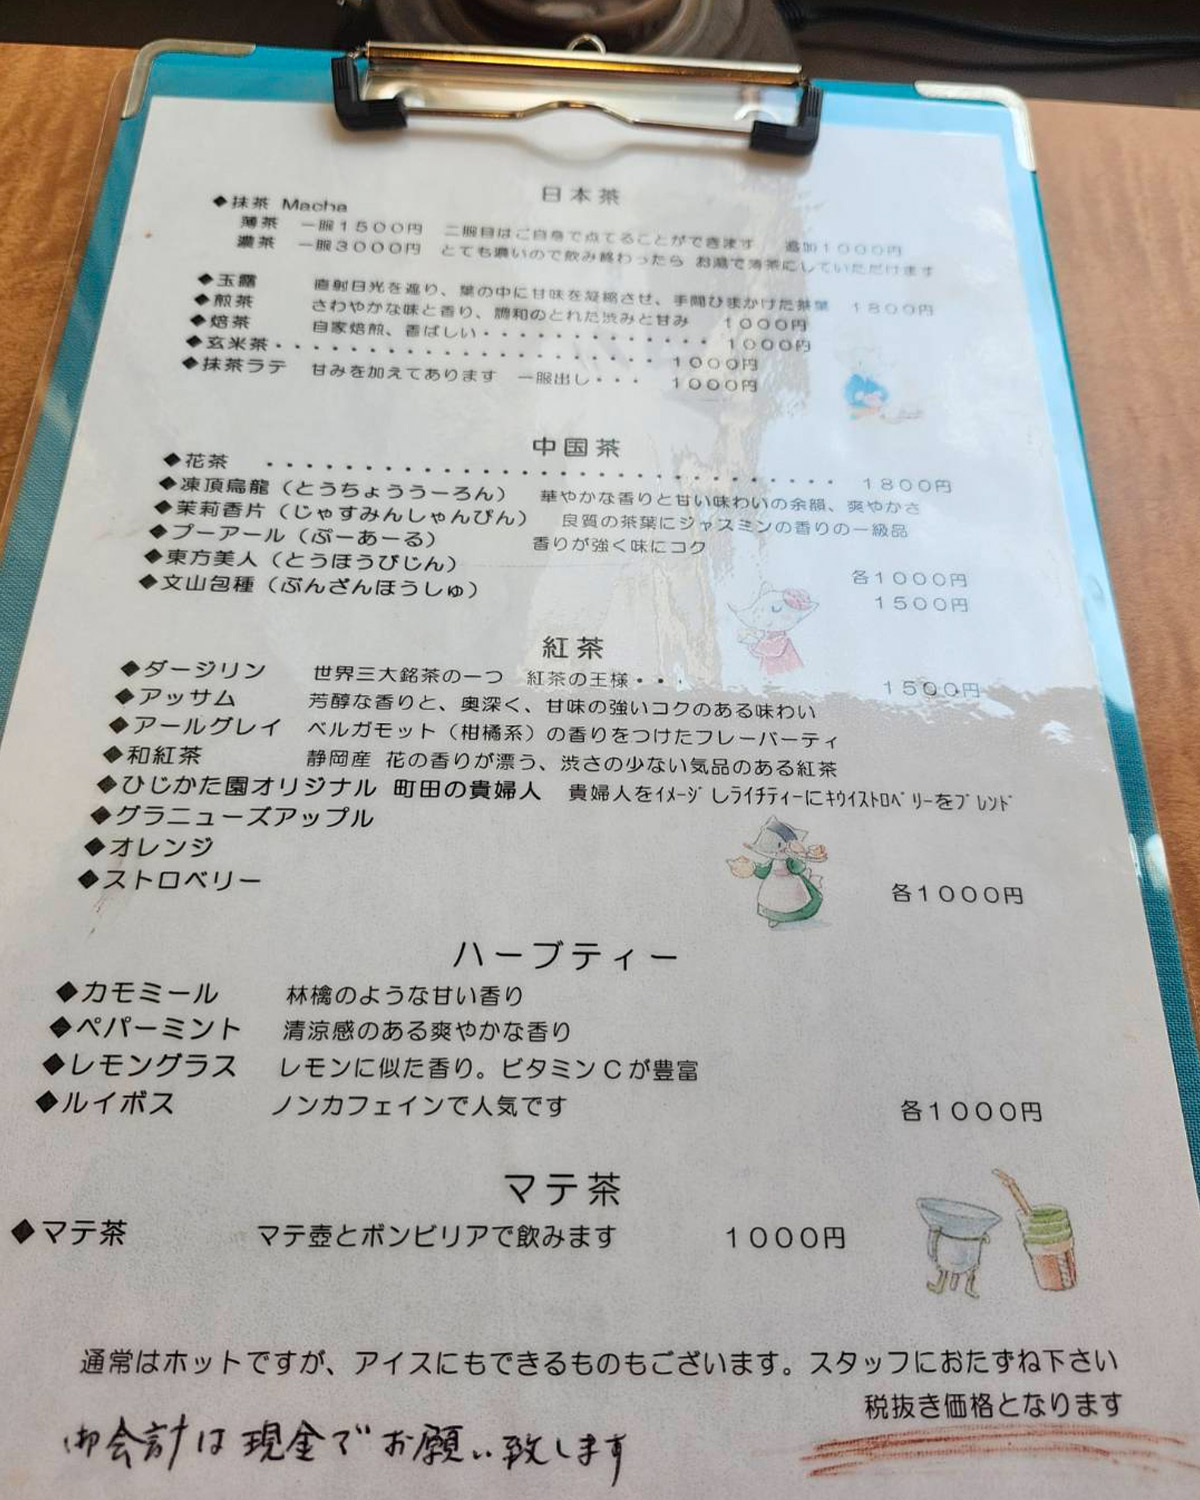 日本茶
◆抹茶 Macha
薄茶 一服1500円 二服目はご自身で点てることができます 追加1000円
濃茶 一服3000円 とても濃いので飲み終わったら お湯で薄茶にしていただけます
◆玉露 直射日光を遮り、葉の中に甘味を凝縮させ、手間ひまかけた茶葉 1800円
◆煎茶 さわやかな味と香り、調和のとれた渋みと甘み 1000円
◆焙茶 自家焙煎、香ばしい・・・・・・・・・・・・・ 1000円
◆玄米茶・・・・・・・・・・・・・・・・・・・・・・ 1000円
◆抹茶ラテ 甘みを加えてあります 一服出し・・・ 1000円
中国茶
◆花茶 ・・・・・・・・・・・・・・・・・・・・・・・・・・・・ 1800円
◆凍頂烏龍（とうちょううーろん） 華やかな香りと甘い味わいの余韻、爽やかさ
◆茉莉香片（じゃすみんしゃんぴん） 良質の茶葉にジャスミンの香りの一級品
◆プーアール（ぷーあーる） 香りが強く味にコク
◆東方美人（とうほうびじん） 各1000円
◆文山包種（ぶんざんほうしゅ） 1500円
紅茶
◆ダージリン 世界三大銘茶の一つ 紅茶の王様・・・ 1500円
◆アッサム 芳醇な香りと、奥深く、甘味の強いコクのある味わい
◆アールグレイ ベルガモット（柑橘系）の香りをつけたフレーバーティ
◆和紅茶 静岡産 花の香りが漂う、渋さの少ない気品のある紅茶
◆ひじかた園オリジナル 町田の貴婦人 貴婦人をｲﾒｰｼﾞしﾗｲﾁﾃｨｰにｷｳｲｽﾄﾛﾍﾞﾘｰをﾌﾞﾚﾝﾄﾞ
◆グラニューズアップル
◆オレンジ
◆ストロベリー 各1000円
ハーブティー
◆カモミール 林檎のような甘い香り
◆ペパーミント 清涼感のある爽やかな香り
◆レモングラス レモンに似た香り。ビタミンCが豊富
◆ルイボス ノンカフェインで人気です 各1000円
マテ茶
◆マテ茶 マテ壺とボンビリアで飲みます 1000円
通常はホットですが、アイスにもできるものもございます。スタッフにおたずね下さい
税抜き価格となります
御会計は現金でお願い致します